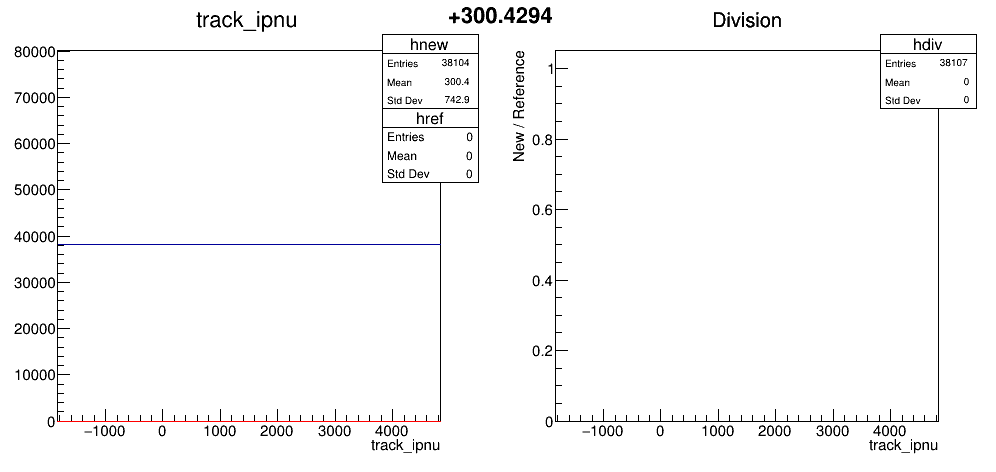 +300.4294
track_ipnu
hnew
Entries 38104
Mean 300.4
Std Dev 742.9
href
Entries 0
Mean 0
Std Dev 0
80000
70000
60000
50000
40000
30000
20000
10000
0
−1000 0 1000 2000 3000 4000
track_ipnu
Division
hdiv
Entries 38107
Mean 0
Std Dev 0
New / Reference
1
0.8
0.6
0.4
0.2
0
−1000 0 1000 2000 3000 4000
track_ipnu